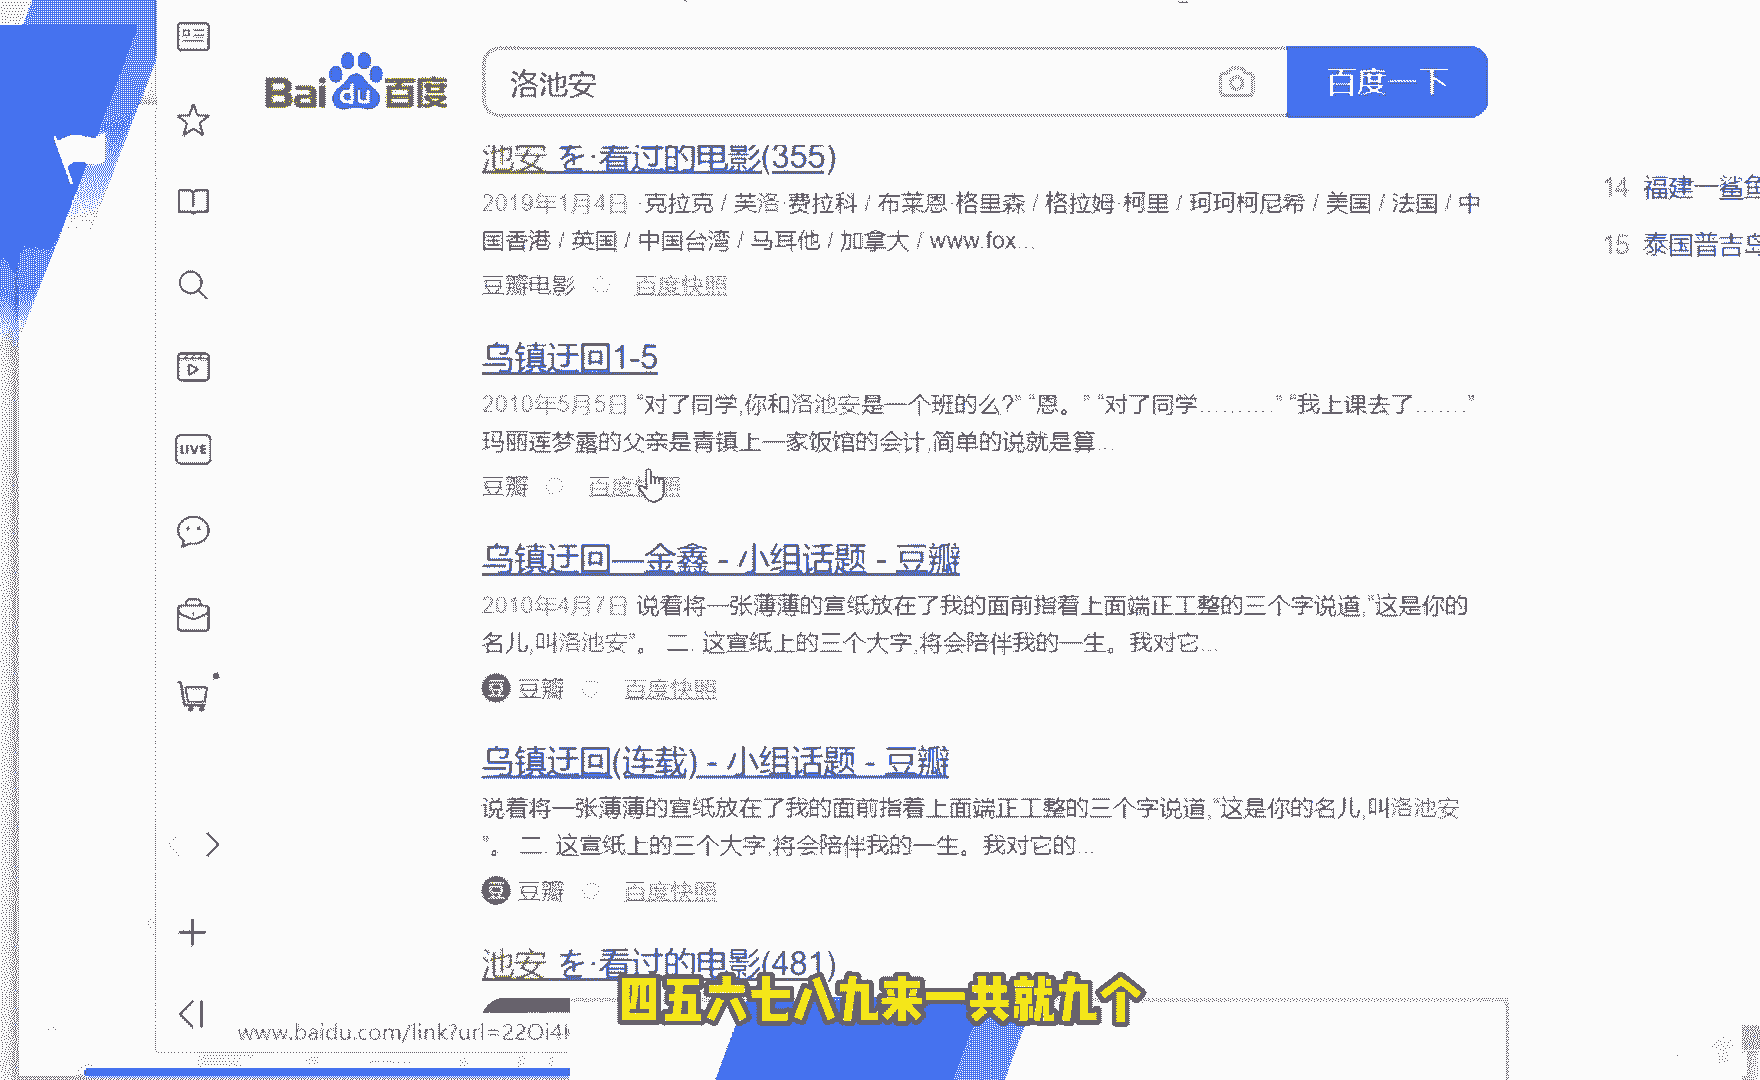 Bai du 百度
洛池安
百度一下
池安 を·看过的电影(355)
2019年1月4日 ·克拉克 / 芙洛·费拉科 / 布莱恩·格里森 / 格拉姆·柯里 / 珂珂柯尼希 / 美国 / 法国 / 中
国香港 / 英国 / 中国台湾 / 马耳他 / 加拿大 / www.fox...
豆瓣电影 百度快照
乌镇迂回1-5
2010年5月5日 “对了同学,你和洛池安是一个班的么?” “恩。” “对了同学..........” “我上课去了.......”
玛丽连梦露的父亲是青镇上一家饭馆的会计,简单的说就是算...
豆瓣 百度快照
乌镇迂回—金鑫 - 小组话题 - 豆瓣
2010年4月7日 说着将一张薄薄的宣纸放在了我的面前指着上面端正工整的三个字说道,“这是你的
名儿,叫洛池安”。 二. 这宣纸上的三个大字,将会陪伴我的一生。我对它...
豆 豆瓣 百度快照
乌镇迂回(连载) - 小组话题 - 豆瓣
说着将一张薄薄的宣纸放在了我的面前指着上面端正工整的三个字说道,“这是你的名儿,叫洛池安
”。 二. 这宣纸上的三个大字,将会陪伴我的一生。我对它的...
豆 豆瓣 百度快照
池安 を·看过的电影(481)
四五六七八九来一共就九个
www.baidu.com/link?url=22Oi4
14 福建一鲨鱼
15 泰国普吉岛
LIVE